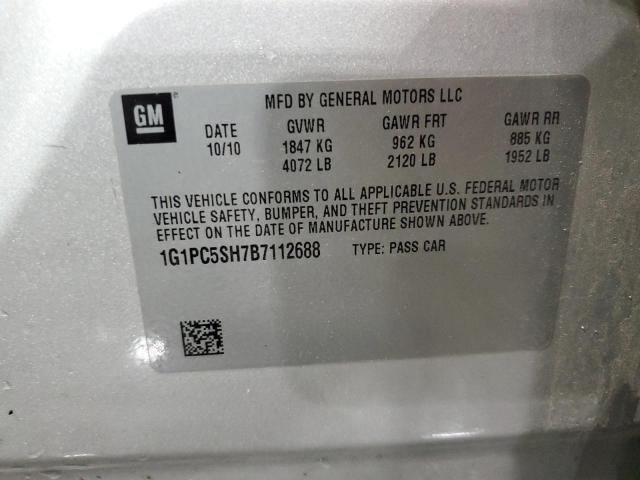 GM
MFD BY GENERAL MOTORS LLC
DATE GVWR GAWR FRT GAWR RR
10/10 1847 KG 962 KG 885 KG
4072 LB 2120 LB 1952 LB
THIS VEHICLE CONFORMS TO ALL APPLICABLE U.S. FEDERAL MOTOR
VEHICLE SAFETY, BUMPER, AND THEFT PREVENTION STANDARDS IN
EFFECT ON THE DATE OF MANUFACTURE SHOWN ABOVE.
1G1PC5SH7B7112688 TYPE: PASS CAR